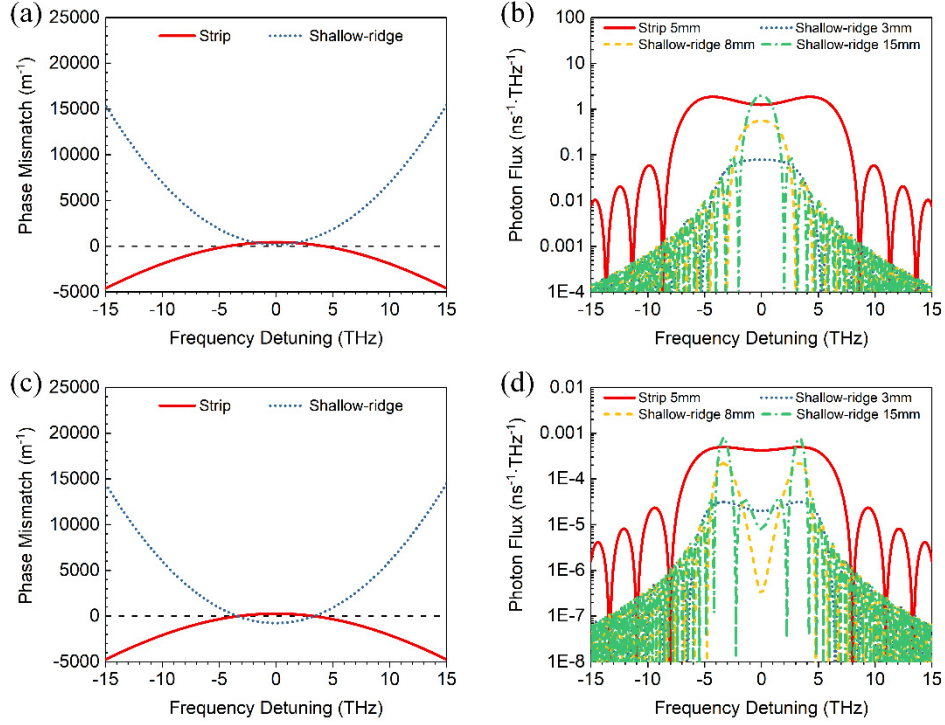 (a)
Strip Shallow-ridge
Phase Mismatch (m⁻¹)
25000
20000
15000
10000
5000
0
-5000
-15 -10 -5 0 5 10 15
Frequency Detuning (THz)
(b)
Strip 5mm Shallow-ridge 3mm
Shallow-ridge 8mm Shallow-ridge 15mm
Photon Flux (ns⁻¹·THz⁻¹)
100
10
1
0.1
0.01
0.001
1E-4
-15 -10 -5 0 5 10 15
Frequency Detuning (THz)
(c)
Strip Shallow-ridge
Phase Mismatch (m⁻¹)
25000
20000
15000
10000
5000
0
-5000
-15 -10 -5 0 5 10 15
Frequency Detuning (THz)
(d)
Strip 5mm Shallow-ridge 3mm
Shallow-ridge 8mm Shallow-ridge 15mm
Photon Flux (ns⁻¹·THz⁻¹)
0.01
0.001
1E-4
1E-5
1E-6
1E-7
1E-8
-15 -10 -5 0 5 10 15
Frequency Detuning (THz)